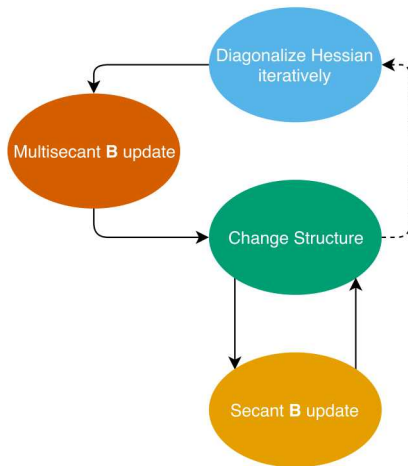 Diagonalize Hessian
iteratively
Multisecant B update
Change Structure
Secant B update